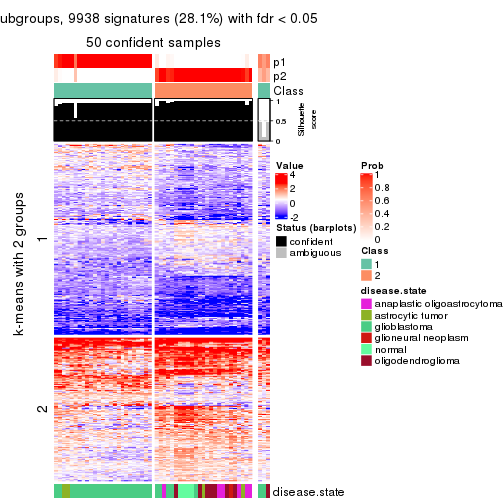 ubgroups, 9938 signatures (28.1%) with fdr < 0.05
50 confident samples
p1
p2
Class
1
0.5
0
Silhouette
score
k-means with 2 groups
1
2
disease.state
Value
4
2
0
-2
Status (barplots)
confident
ambiguous
Prob
1
0.8
0.6
0.4
0.2
0
Class
1
2
disease.state
anaplastic oligoastrocytoma
astrocytic tumor
glioblastoma
glioneural neoplasm
normal
oligodendroglioma